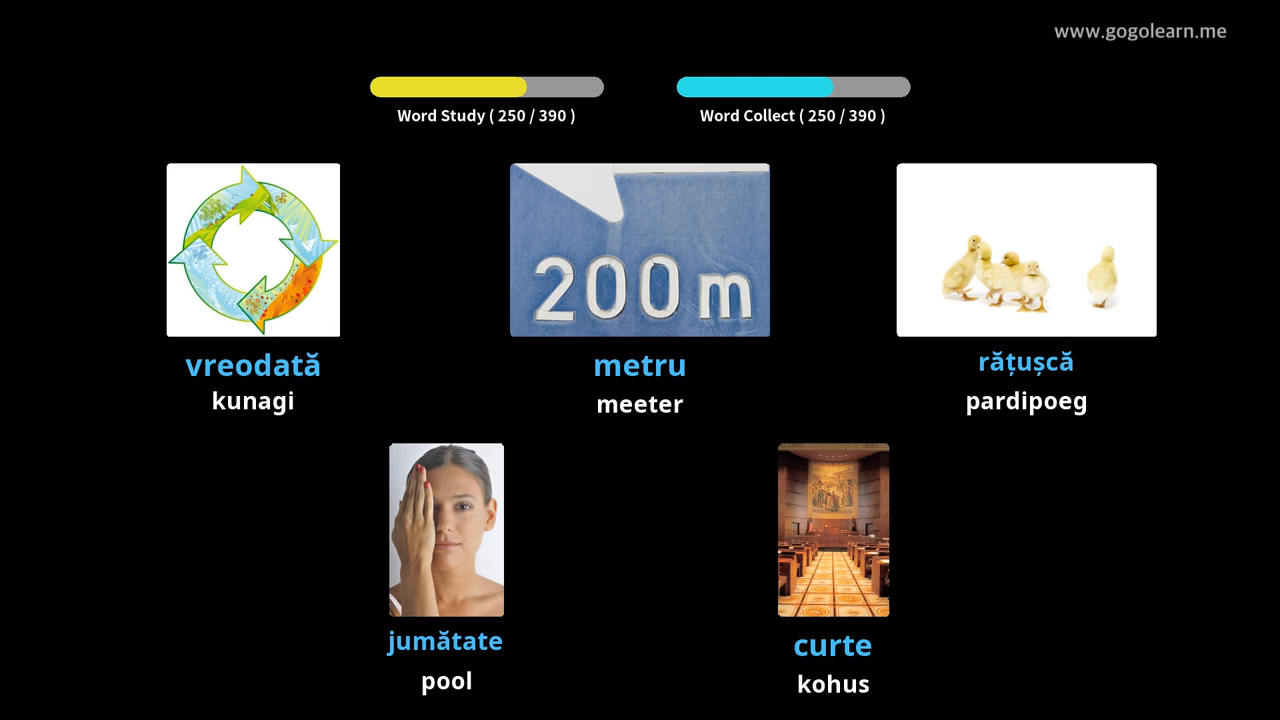 www.gogolearn.me
Word Study ( 250 / 390 )
Word Collect ( 250 / 390 )
200 m
vreodată
kunagi
metru
meeter
rățușcă
pardipoeg
jumătate
pool
curte
kohus